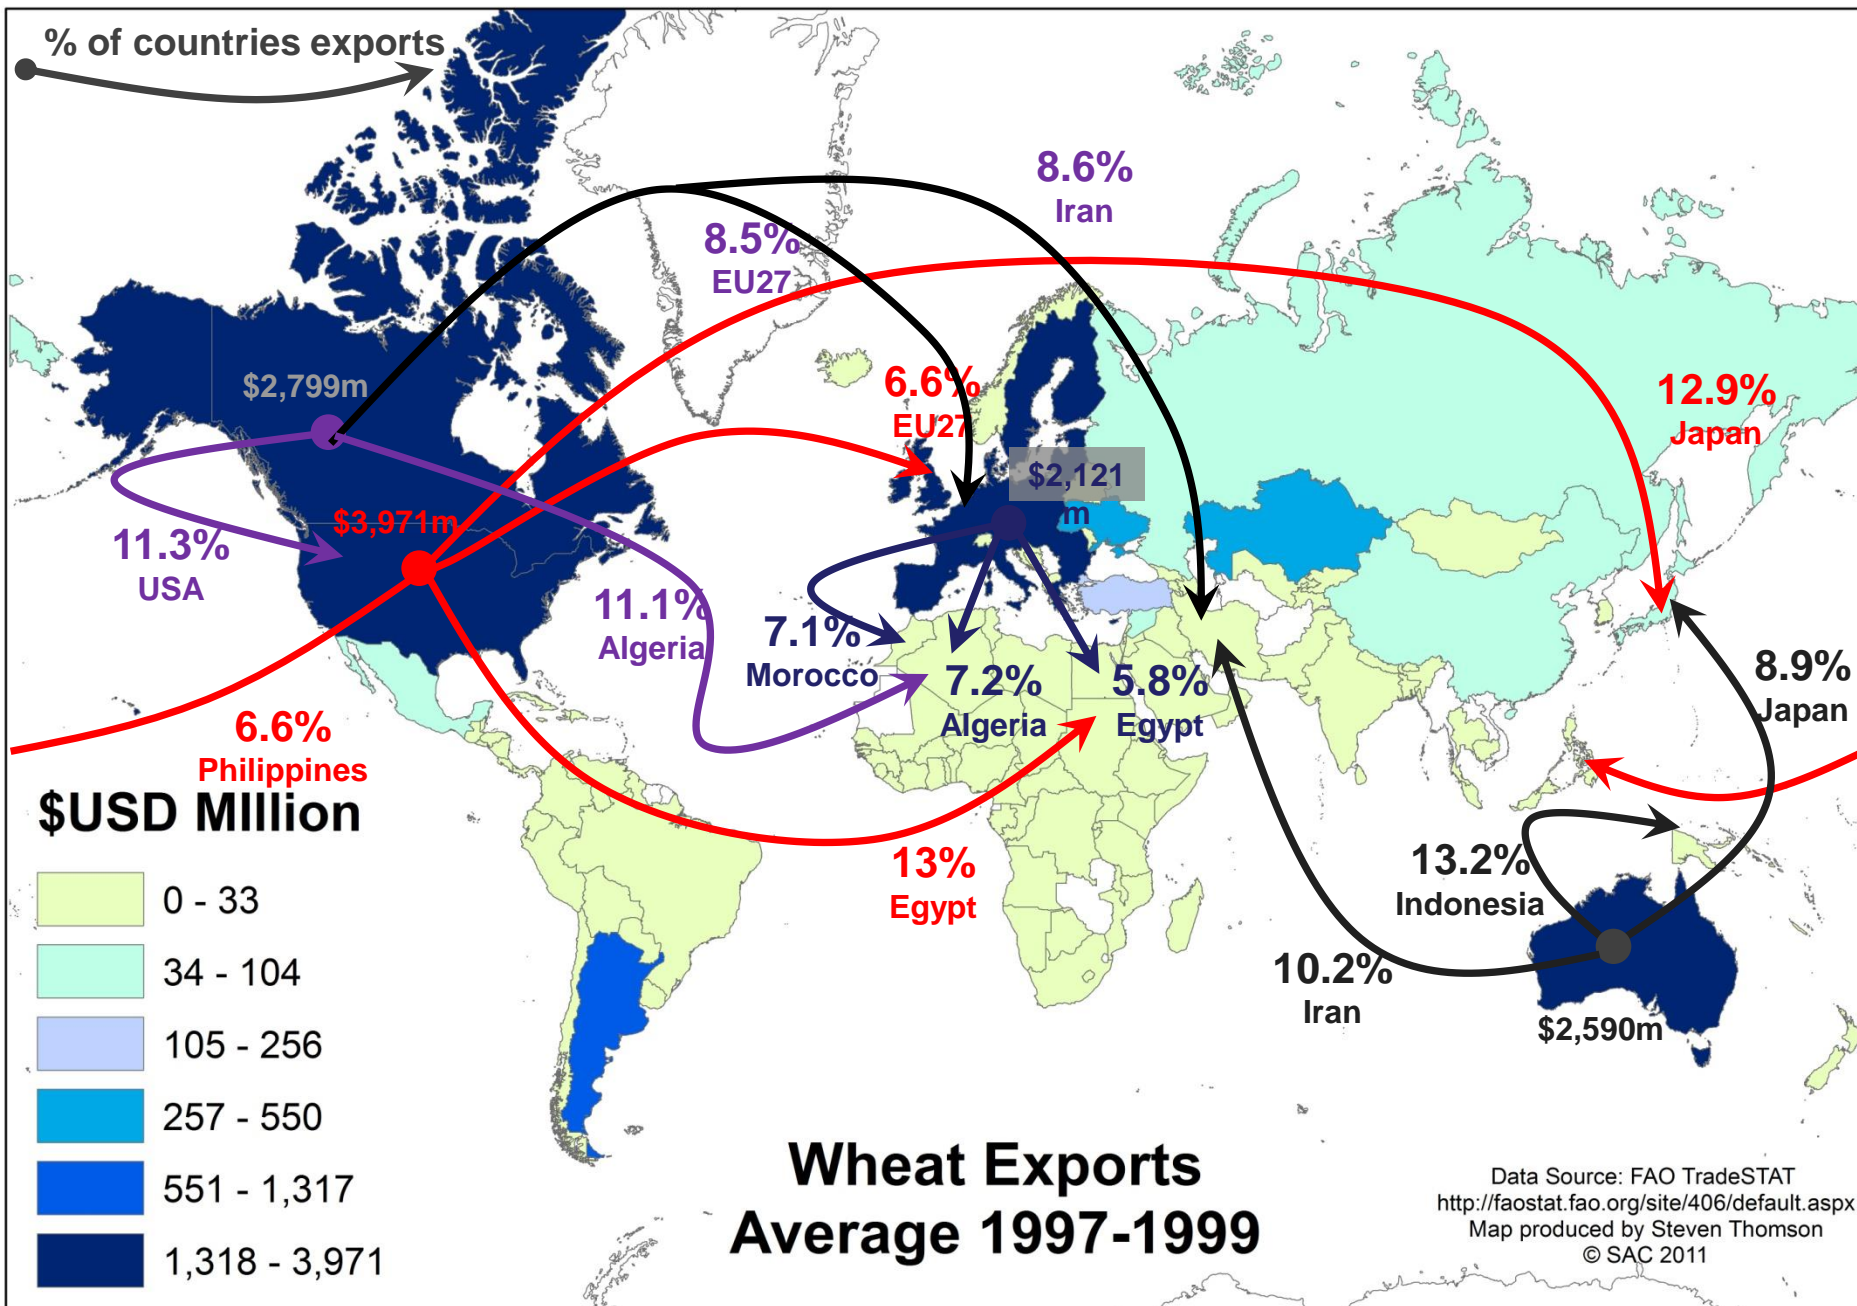 % of countries exports
8.6%
Iran
8.5%
EU27
$2,799m
6.6%
EU27
12.9%
Japan
$2,121
m
$3,971m
11.3%
USA
11.1%
Algeria
7.1%
Morocco
7.2%
Algeria
5.8%
Egypt
8.9%
Japan
6.6%
Philippines
$USD MIllion
13%
Egypt
13.2%
Indonesia
10.2%
Iran
$2,590m
0 - 33
34 - 104
105 - 256
257 - 550
551 - 1,317
1,318 - 3,971
Wheat Exports
Average 1997-1999
Data Source: FAO TradeSTAT
http://faostat.fao.org/site/406/default.aspx
Map produced by Steven Thomson
© SAC 2011